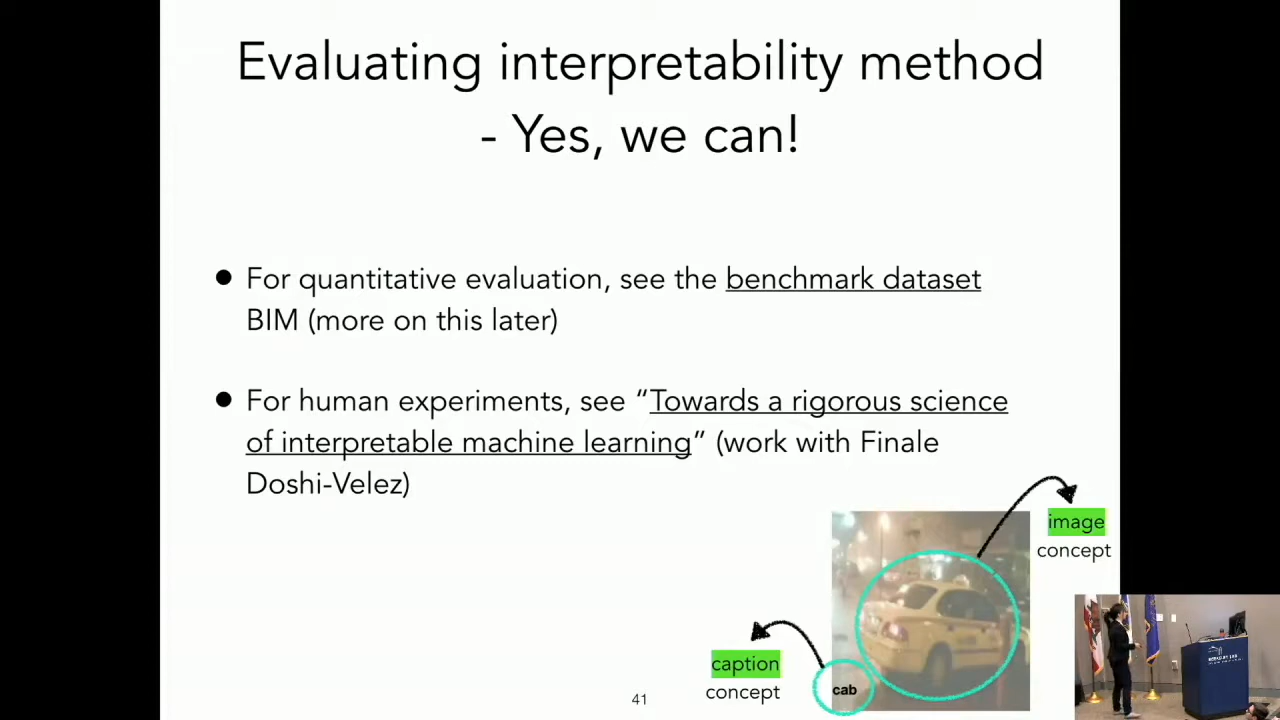 Evaluating interpretability method
- Yes, we can!
• For quantitative evaluation, see the benchmark dataset
BIM (more on this later)
• For human experiments, see “Towards a rigorous science
of interpretable machine learning” (work with Finale
Doshi-Velez)
image
concept
caption
concept
cab
41
BERKELEY LAB